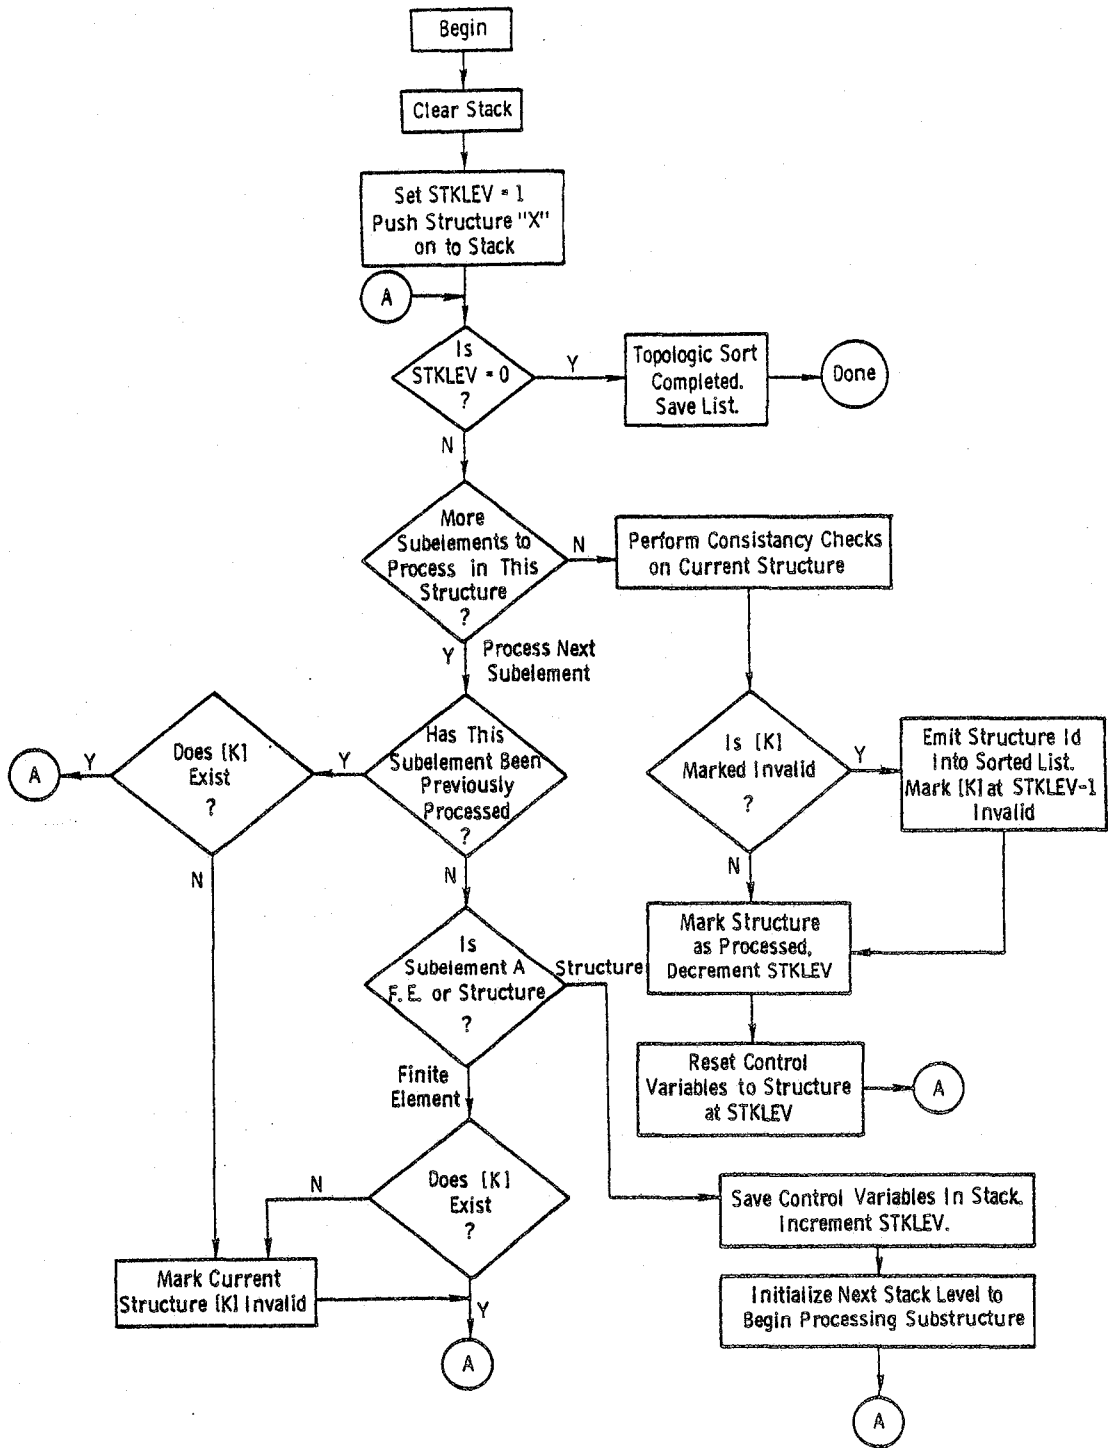 Begin
Clear Stack
Set STKLEV = 1
Push Structure "X"
on to Stack
A
Is
STKLEV = 0
?
Y
Topologic Sort
Completed.
Save List.
Done
N
More
Subelements to
Process in This
Structure
?
N
Perform Consistancy Checks
on Current Structure
Y
Process Next
Subelement
Has This
Subelement Been
Previously
Processed
?
Y
Does [K]
Exist
?
Y
A
N
Is [K]
Marked Invalid
?
Y
Emit Structure Id
Into Sorted List.
Mark [K] at STKLEV-1
Invalid
N
Mark Structure
as Processed,
Decrement STKLEV
Reset Control
Variables to Structure
at STKLEV
A
N
Is
Subelement A
F.E. or Structure
?
Structure
Finite
Element
Does [K]
Exist
?
N
Mark Current
Structure [K] Invalid
Y
A
Save Control Variables In Stack.
Increment STKLEV.
Initialize Next Stack Level to
Begin Processing Substructure
A